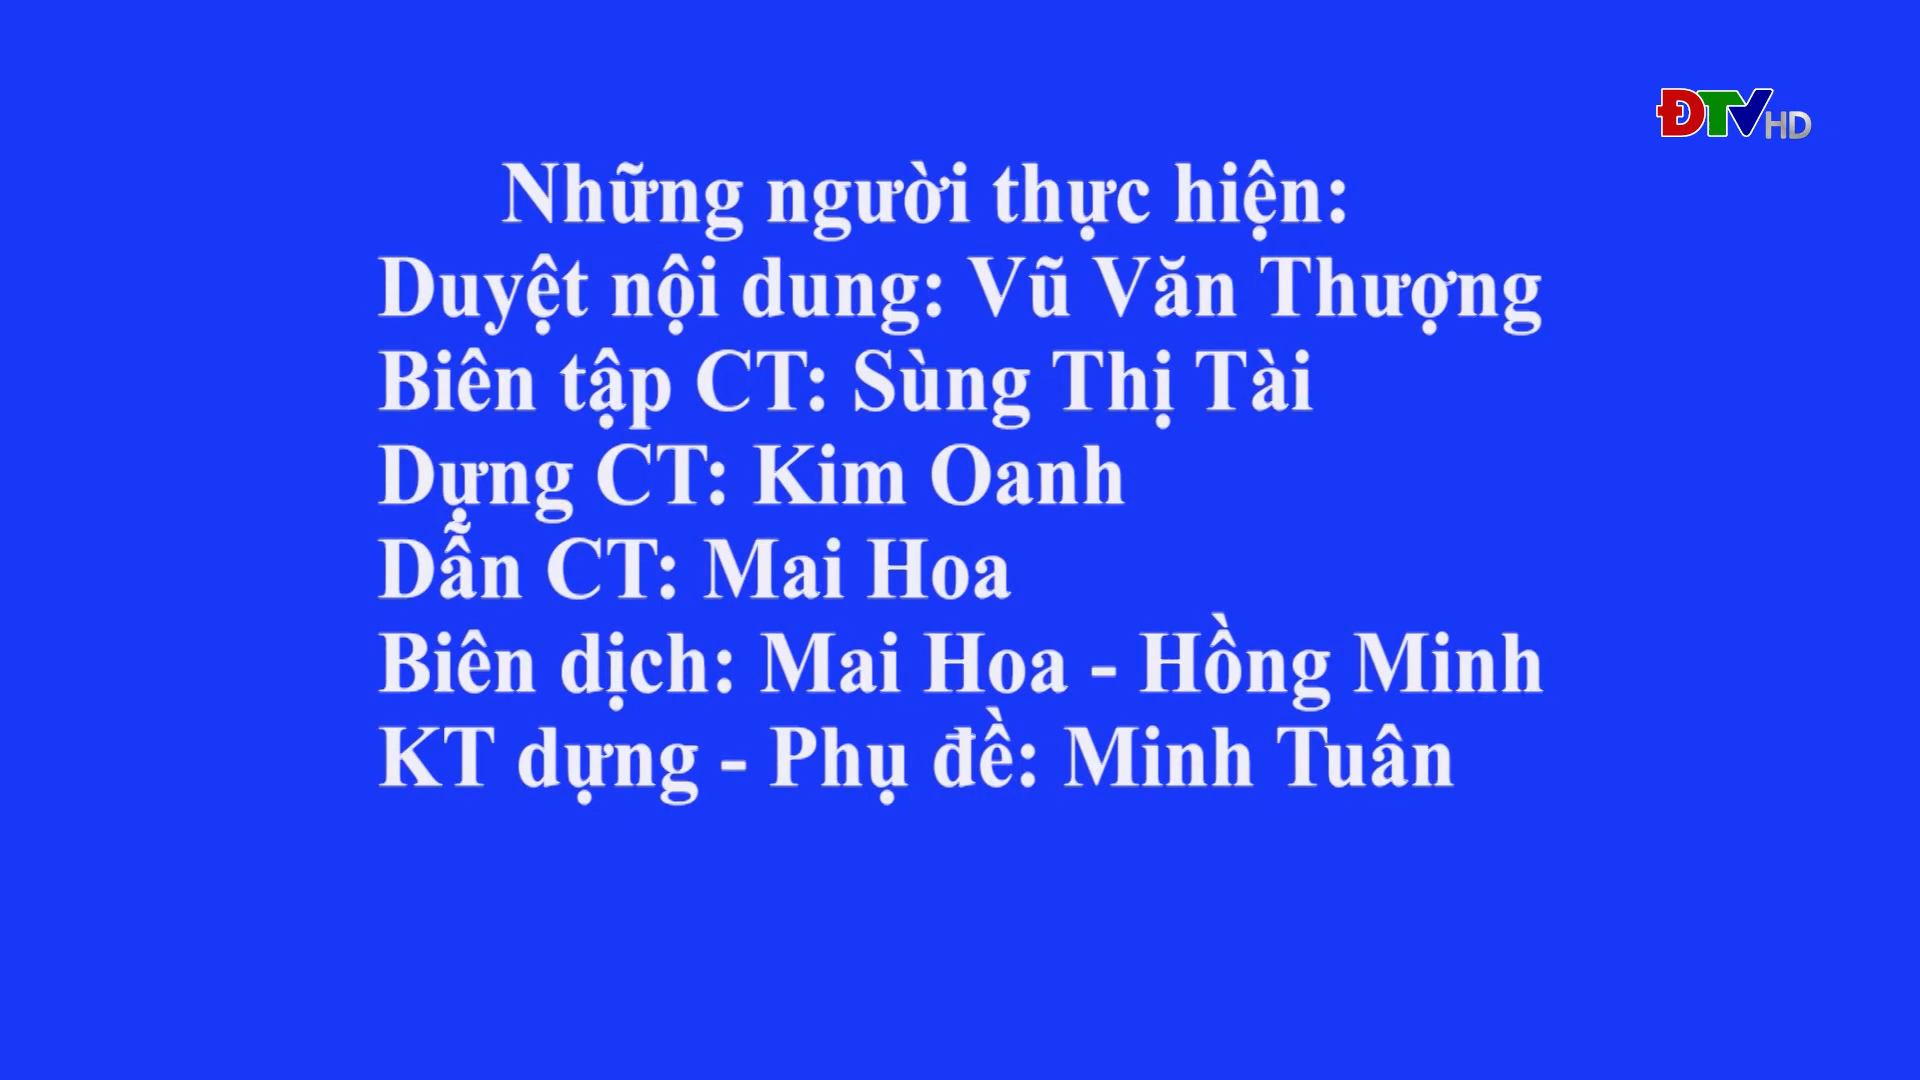 ĐTV HD
Những người thực hiện:
Duyệt nội dung: Vũ Văn Thượng
Biên tập CT: Sùng Thị Tài
Dựng CT: Kim Oanh
Dẫn CT: Mai Hoa
Biên dịch: Mai Hoa - Hồng Minh
KT dựng - Phụ đề: Minh Tuân